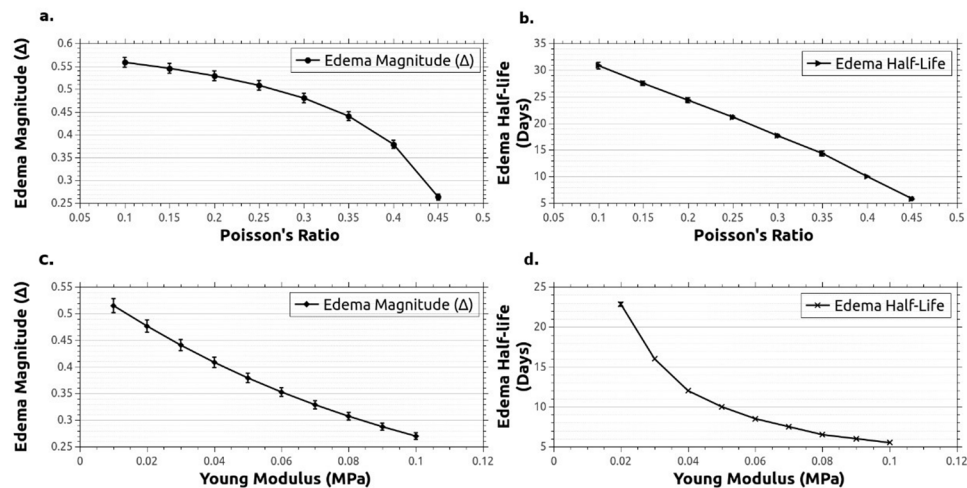 a.
Edema Magnitude (Δ)
0.6
0.55
0.5
0.45
0.4
0.35
0.3
0.25
Edema Magnitude (Δ)
0.05 0.1 0.15 0.2 0.25 0.3 0.35 0.4 0.45 0.5
Poisson's Ratio
b.
Edema Half-life
(Days)
35
30
25
20
15
10
5
Edema Half-Life
0.05 0.1 0.15 0.2 0.25 0.3 0.35 0.4 0.45 0.5
Poisson's Ratio
c.
Edema Magnitude (Δ)
0.55
0.5
0.45
0.4
0.35
0.3
0.25
Edema Magnitude (Δ)
0 0.02 0.04 0.06 0.08 0.1 0.12
Young Modulus (MPa)
d.
Edema Half-life
(Days)
25
20
15
10
5
Edema Half-Life
0 0.02 0.04 0.06 0.08 0.1 0.12
Young Modulus (MPa)